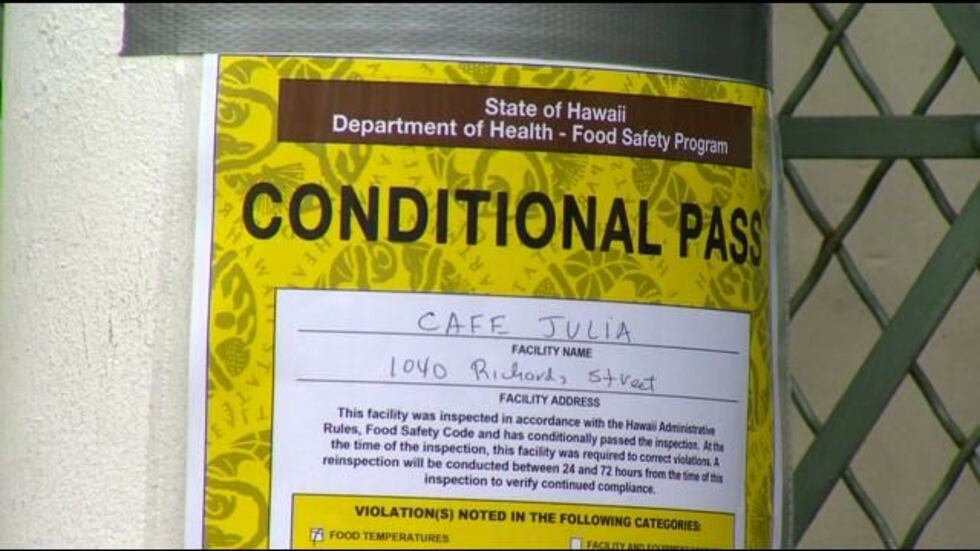 State of Hawaii
Department of Health - Food Safety Program
CONDITIONAL PASS
CAFE JULIA
FACILITY NAME
1040 Richards Street
FACILITY ADDRESS
This facility was inspected in accordance with the Hawaii Administrative
Rules, Food Safety Code and has conditionally passed the inspection. At the
the time of the inspection, this facility was required to correct violations. A
reinspection will be conducted between 24 and 72 hours from the time of this
inspection to verify continued compliance.
VIOLATION(S) NOTED IN THE FOLLOWING CATEGORIES:
FOOD TEMPERATURES
FACILITY AND